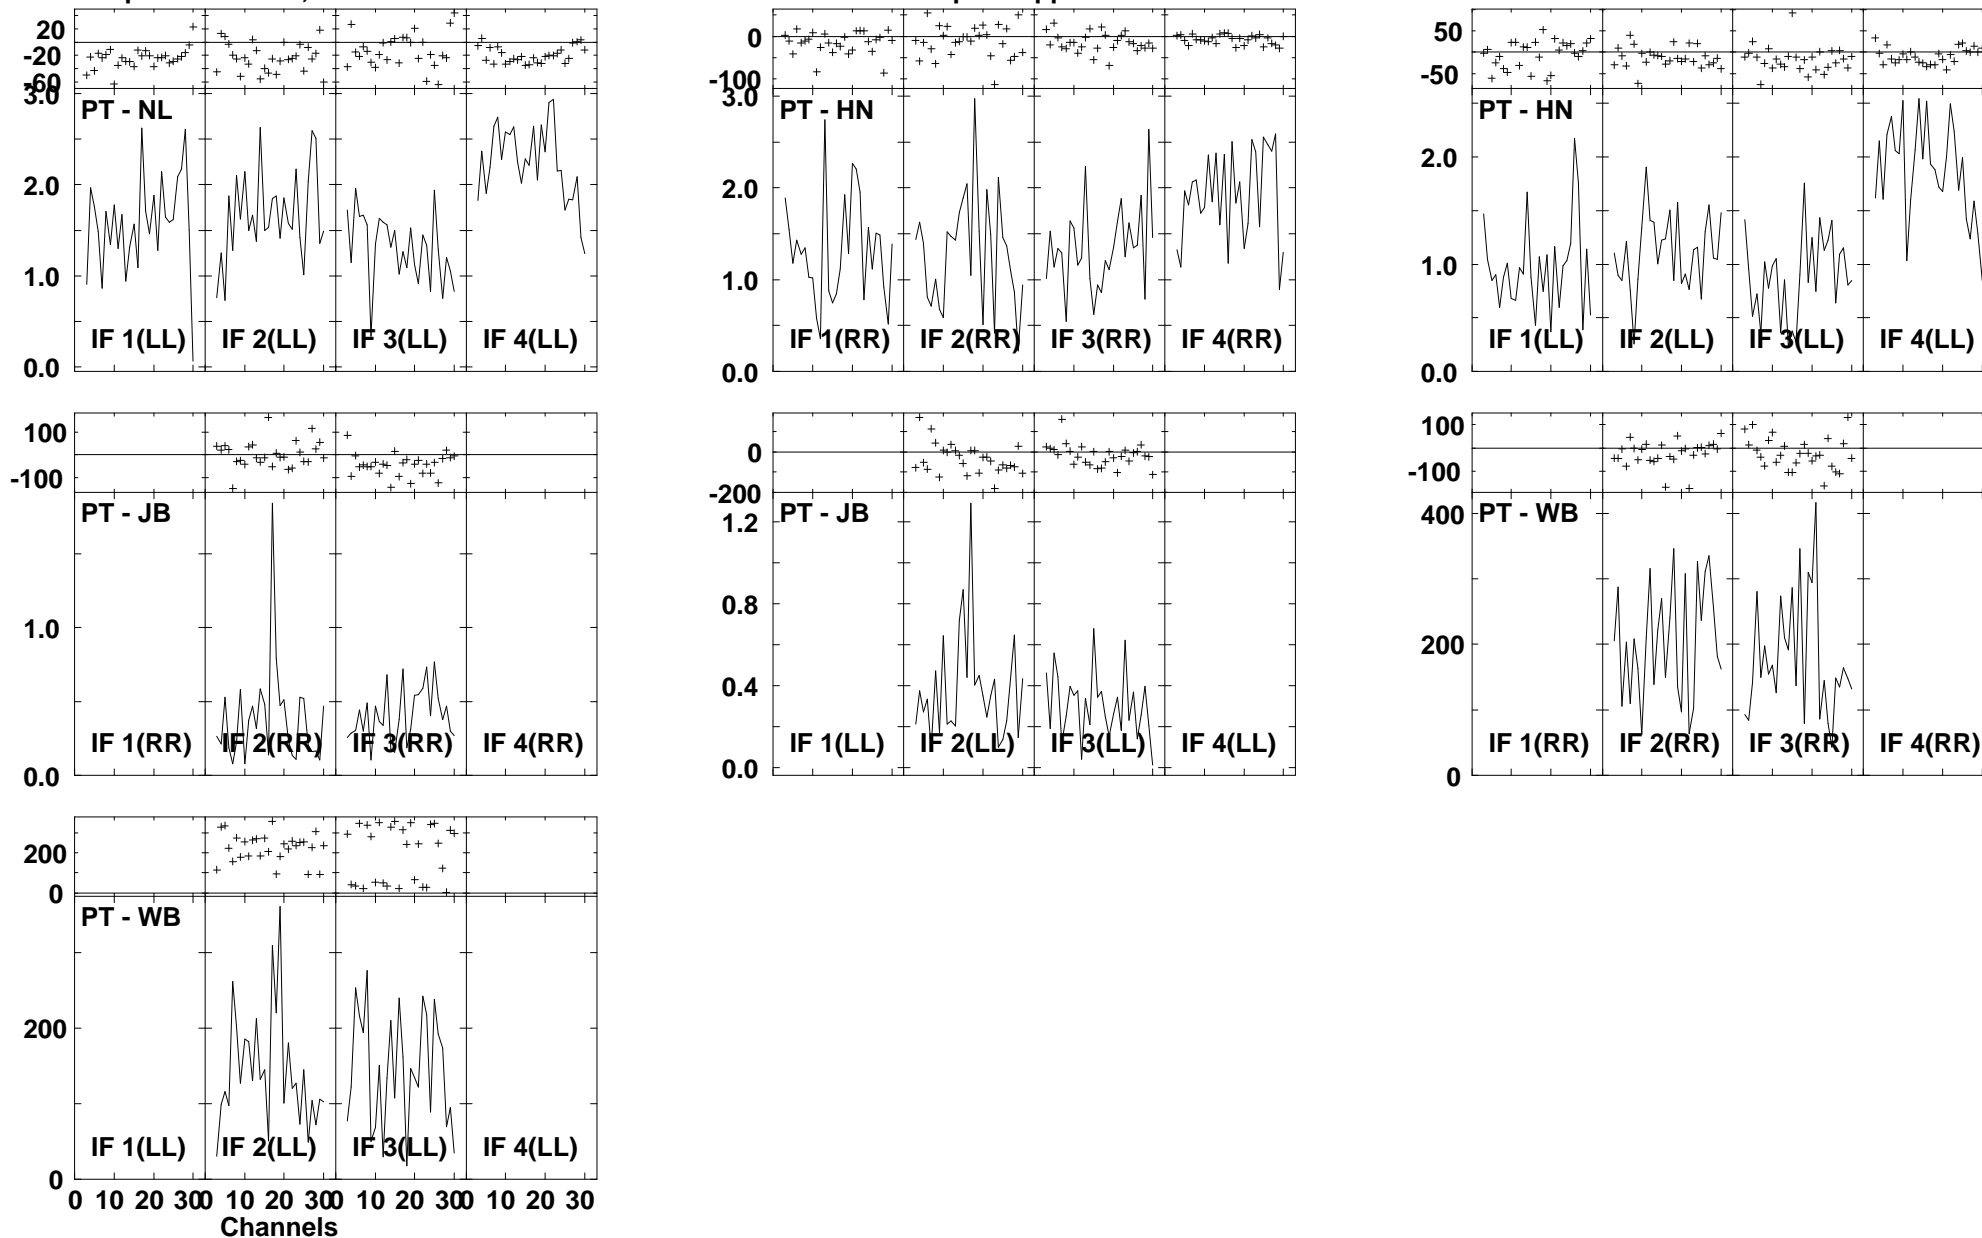 20
-20
-60
3.0
PT - NL
2.0
1.0
0.0
IF 1(LL) IF 2(LL) IF 3(LL) IF 4(LL)
0
-100
3.0
PT - HN
2.0
1.0
0.0
IF 1(RR) IF 2(RR) IF 3(RR) IF 4(RR)
50
-50
PT - HN
2.0
1.0
0.0
IF 1(LL) IF 2(LL) IF 3(LL) IF 4(LL)
100
-100
PT - JB
1.0
0.0
IF 1(RR) IF 2(RR) IF 3(RR) IF 4(RR)
0
-200
PT - JB
1.2
0.8
0.4
0.0
IF 1(LL) IF 2(LL) IF 3(LL) IF 4(LL)
100
-100
PT - WB
400
200
0
IF 1(RR) IF 2(RR) IF 3(RR) IF 4(RR)
200
0
PT - WB
200
0
IF 1(LL) IF 2(LL) IF 3(LL) IF 4(LL)
0 10 20 30 0 10 20 30 0 10 20 30 0 10 20 30
Channels